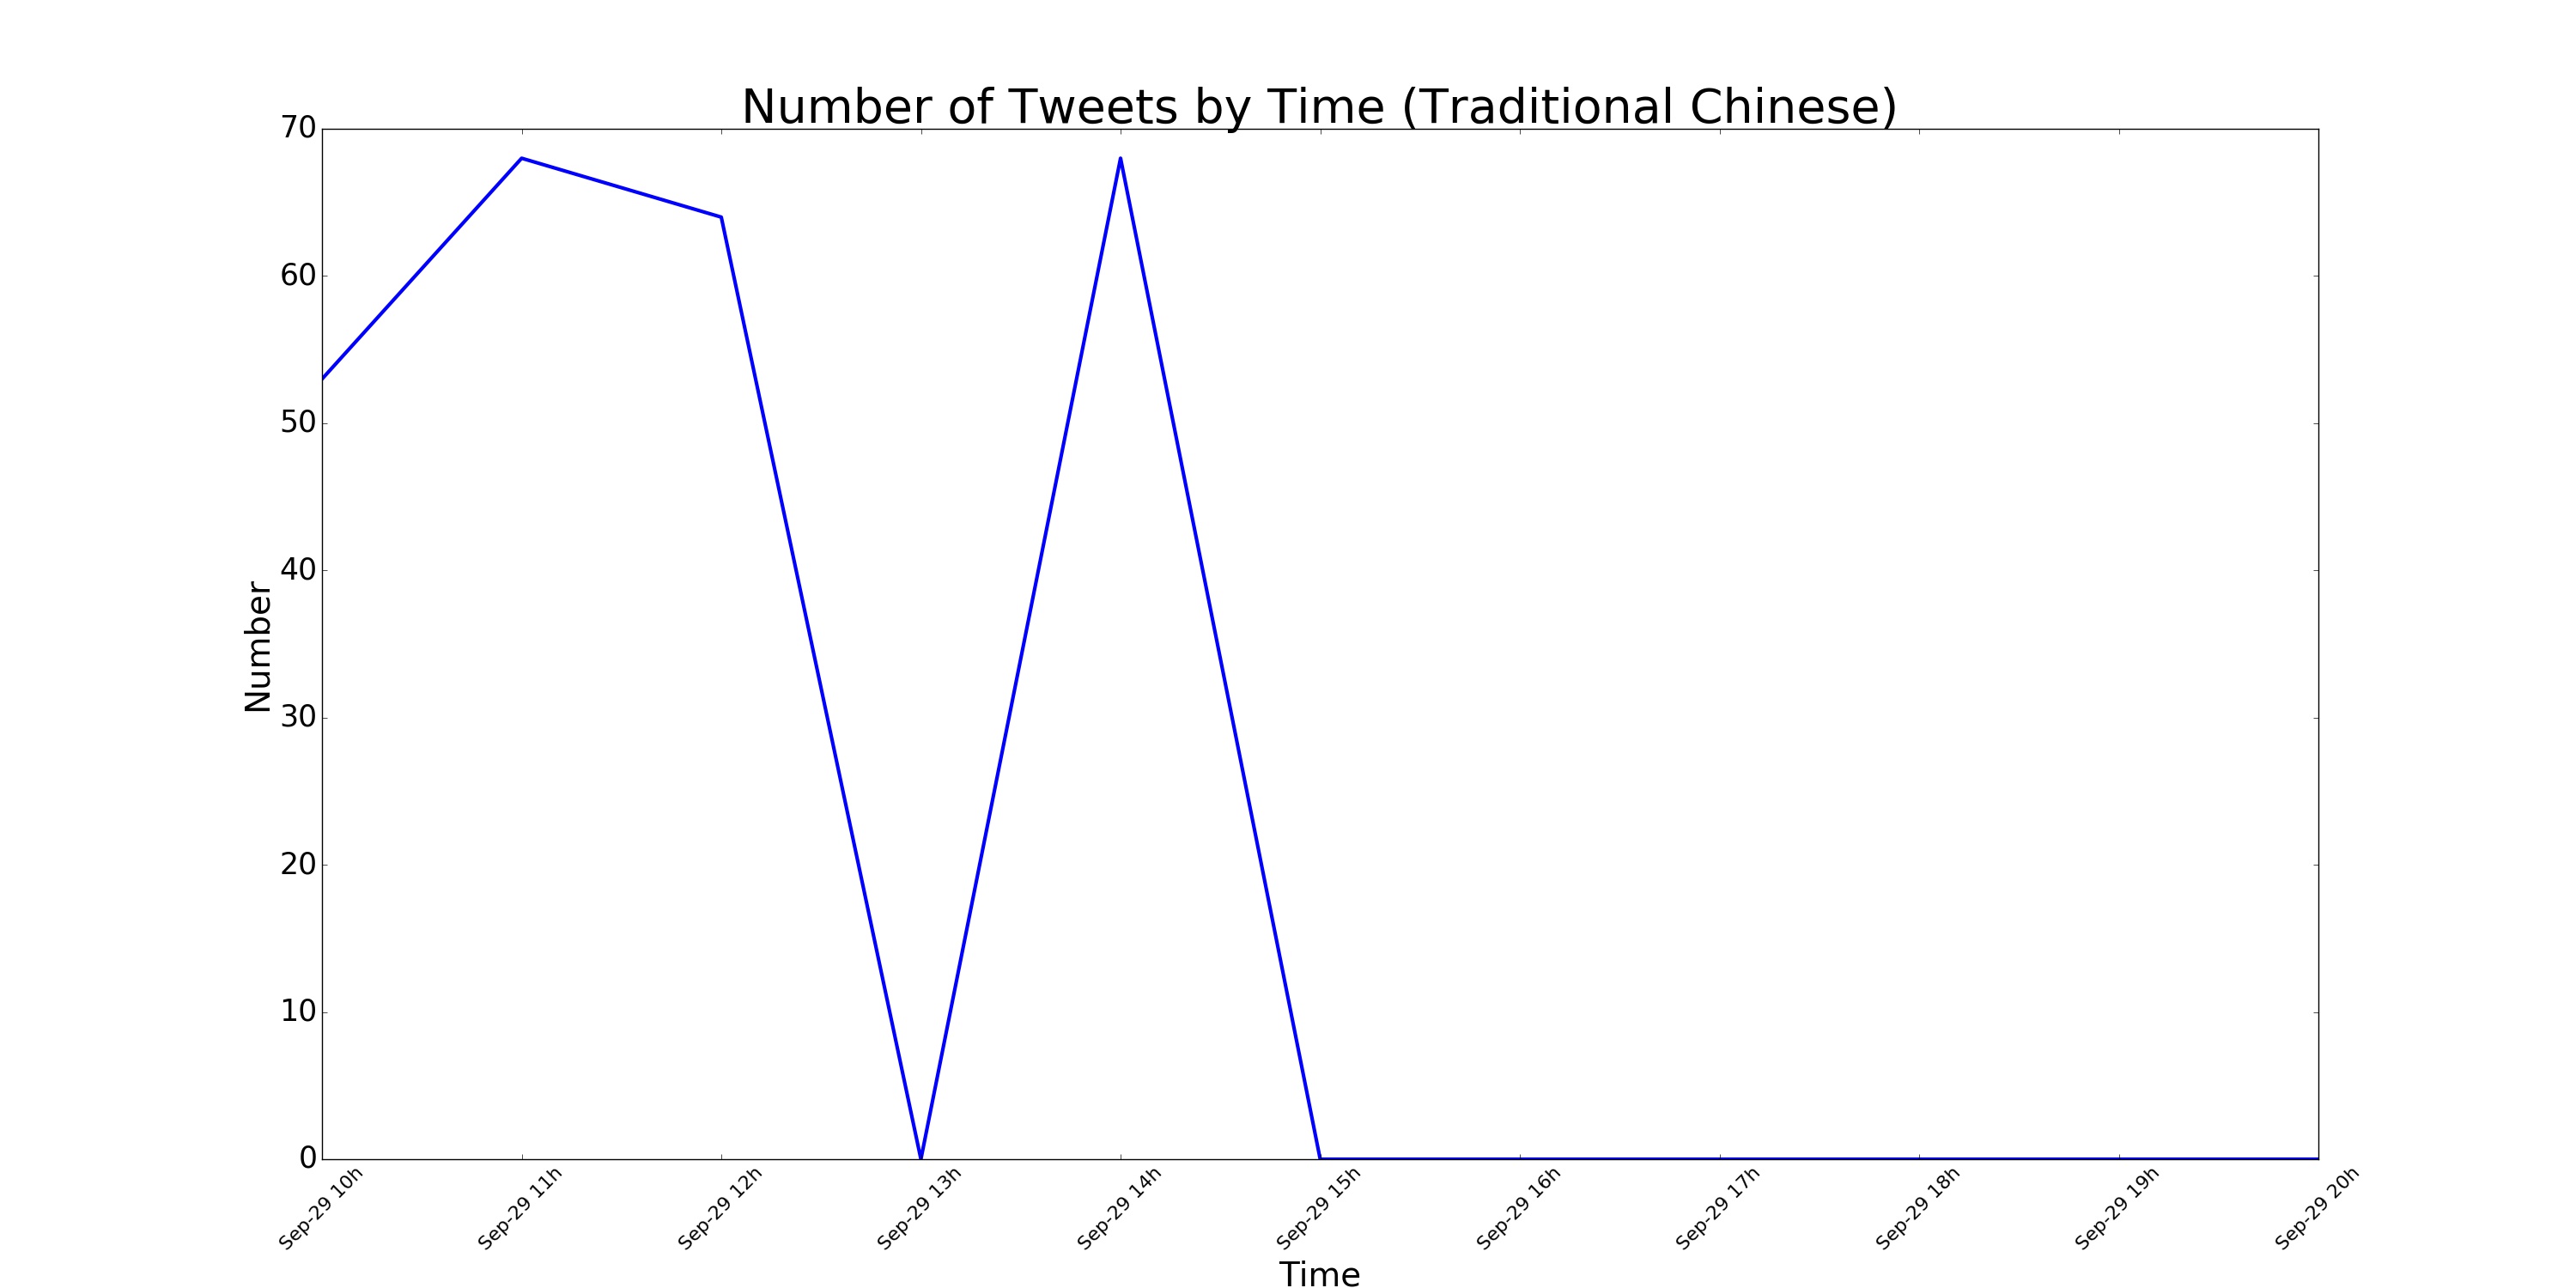 Number of Tweets by Time (Traditional Chinese)
70
60
50
40
30
20
10
0
Number
Sep-29 10h
Sep-29 11h
Sep-29 12h
Sep-29 13h
Sep-29 14h
Sep-29 15h
Sep-29 16h
Sep-29 17h
Sep-29 18h
Sep-29 19h
Sep-29 20h
Time